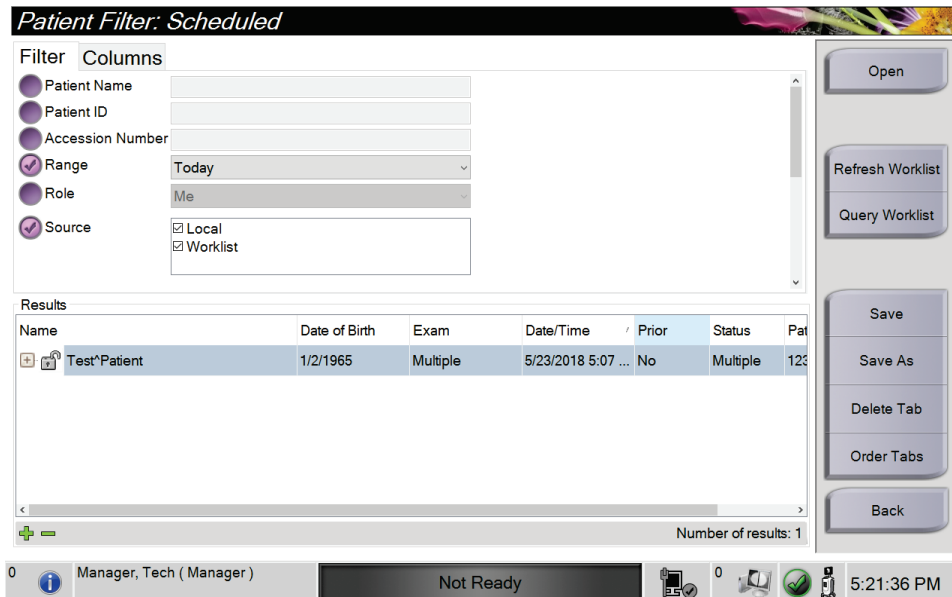 Patient Filter: Scheduled
Filter Columns
Patient Name
Patient ID
Accession Number
Range Today
Role Me
Source Local
Worklist
Open
Refresh Worklist
Query Worklist
Save
Save As
Delete Tab
Order Tabs
Back
Results
Name Date of Birth Exam Date/Time Prior Status Pat
Test^Patient 1/2/1965 Multiple 5/23/2018 5:07 ... No Multiple 123
Number of results: 1
0 Manager, Tech ( Manager ) Not Ready 0 5:21:36 PM